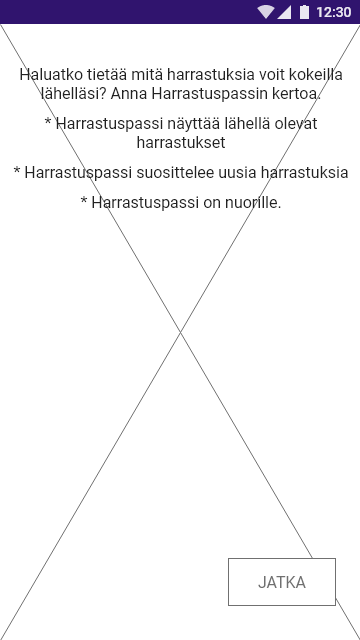 12:30
Haluatko tietää mitä harrastuksia voit kokeilla
lähelläsi? Anna Harrastuspassin kertoa.
* Harrastuspassi näyttää lähellä olevat
harrastukset
* Harrastuspassi suosittelee uusia harrastuksia
* Harrastuspassi on nuorille.
JATKA